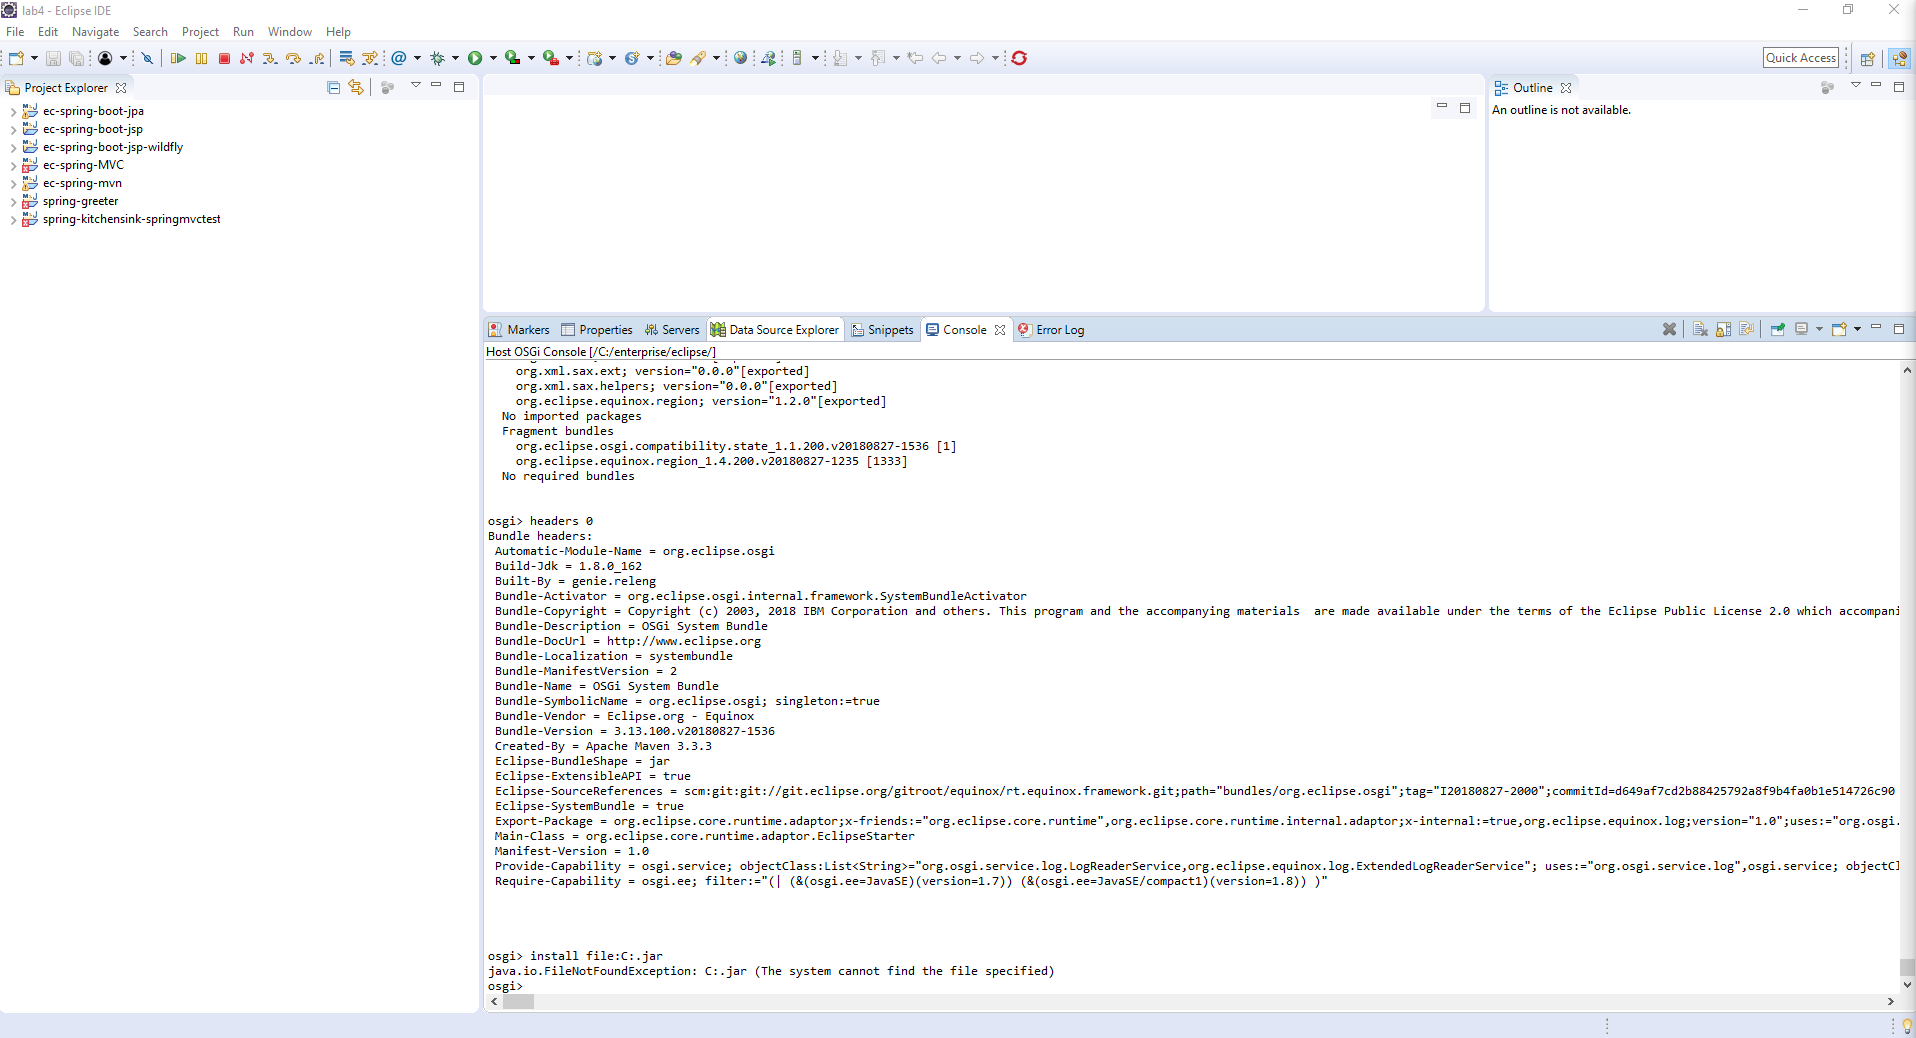 lab4 - Eclipse IDE
File Edit Navigate Search Project Run Window Help
Quick Access
Project Explorer
ec-spring-boot-jpa
ec-spring-boot-jsp
ec-spring-boot-jsp-wildfly
ec-spring-MVC
ec-spring-mvn
spring-greeter
spring-kitchensink-springmvctest
Outline
An outline is not available.
Markers Properties Servers Data Source Explorer Snippets Console Error Log
Host OSGi Console [/C:/enterprise/eclipse/]
org.xml.sax.ext; version="0.0.0"[exported]
org.xml.sax.helpers; version="0.0.0"[exported]
org.eclipse.equinox.region; version="1.2.0"[exported]
No imported packages
Fragment bundles
org.eclipse.osgi.compatibility.state_1.1.200.v20180827-1536 [1]
org.eclipse.equinox.region_1.4.200.v20180827-1235 [1333]
No required bundles
osgi> headers 0
Bundle headers:
Automatic-Module-Name = org.eclipse.osgi
Build-Jdk = 1.8.0_162
Built-By = genie.releng
Bundle-Activator = org.eclipse.osgi.internal.framework.SystemBundleActivator
Bundle-Copyright = Copyright (c) 2003, 2018 IBM Corporation and others. This program and the accompanying materials  are made available under the terms of the Eclipse Public License 2.0 which accompani
Bundle-Description = OSGi System Bundle
Bundle-DocUrl = http://www.eclipse.org
Bundle-Localization = systembundle
Bundle-ManifestVersion = 2
Bundle-Name = OSGi System Bundle
Bundle-SymbolicName = org.eclipse.osgi; singleton:=true
Bundle-Vendor = Eclipse.org - Equinox
Bundle-Version = 3.13.100.v20180827-1536
Created-By = Apache Maven 3.3.3
Eclipse-BundleShape = jar
Eclipse-ExtensibleAPI = true
Eclipse-SourceReferences = scm:git:git://git.eclipse.org/gitroot/equinox/rt.equinox.framework.git;path="bundles/org.eclipse.osgi";tag="I20180827-2000";commitId=d649af7cd2b88425792a8f9b4fa0b1e514726c90
Eclipse-SystemBundle = true
Export-Package = org.eclipse.core.runtime.adaptor;x-friends:="org.eclipse.core.runtime",org.eclipse.core.runtime.internal.adaptor;x-internal:=true,org.eclipse.equinox.log;version="1.0";uses:="org.osgi.
Main-Class = org.eclipse.core.runtime.adaptor.EclipseStarter
Manifest-Version = 1.0
Provide-Capability = osgi.service; objectClass:List<String>="org.osgi.service.log.LogReaderService,org.eclipse.equinox.log.ExtendedLogReaderService"; uses:="org.osgi.service.log",osgi.service; objectCl
Require-Capability = osgi.ee; filter:="(| (&(osgi.ee=JavaSE)(version=1.7)) (&(osgi.ee=JavaSE/compact1)(version=1.8)) )"
osgi> install file:C:.jar
java.io.FileNotFoundException: C:.jar (The system cannot find the file specified)
osgi>